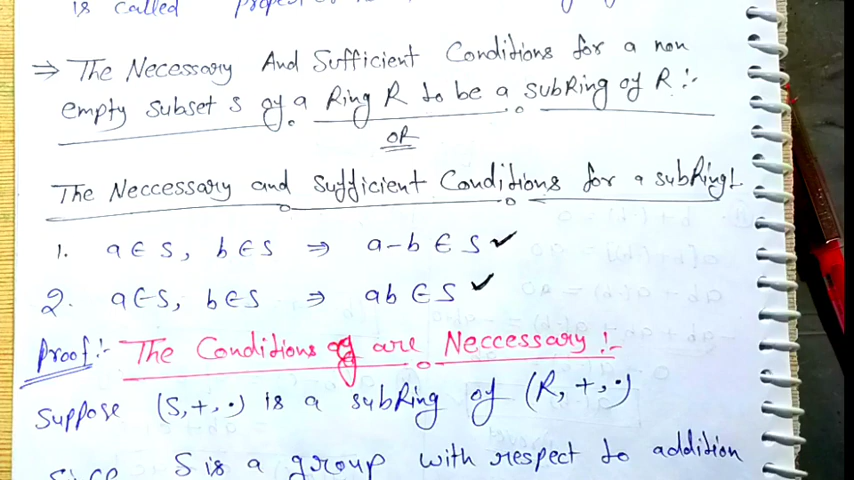 is called
⇒ The Necessary And Sufficient Conditions for a non
empty subset S of a Ring R to be a subRing of R :-
OR
The Neccessary and Sufficient Conditions for a subRing:-
1. a ∈ S, b ∈ S ⇒ a-b ∈ S ✓
2. a ∈ S, b ∈ S ⇒ ab ∈ S ✓
Proof:- The Conditions are Neccessary :-
Suppose (S, +, ·) is a subRing of (R, +, ·)
Since S is a group with respect to addition